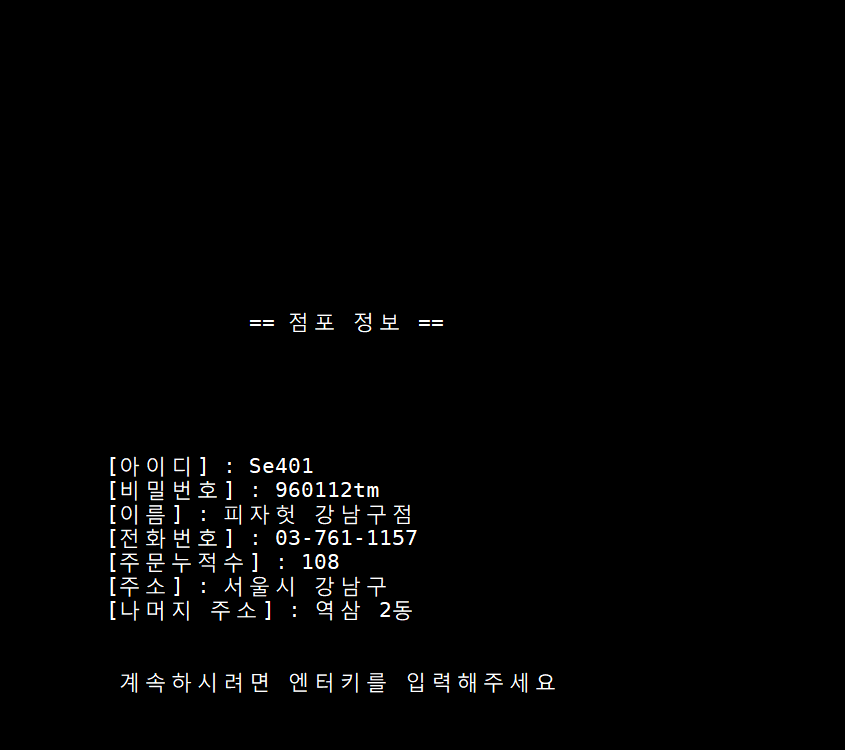 == 점포 정보 ==
[아이디] : Se401
[비밀번호] : 960112tm
[이름] : 피자헛 강남구점
[전화번호] : 03-761-1157
[주문누적수] : 108
[주소] : 서울시 강남구
[나머지 주소] : 역삼 2동
계속하시려면 엔터키를 입력해주세요